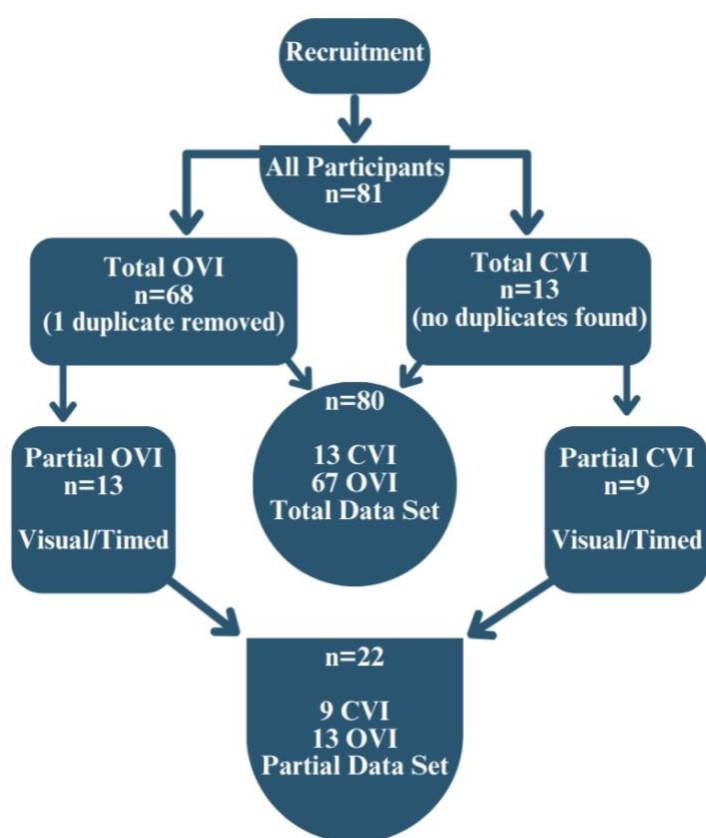 Recruitment
All Participants
n=81
Total OVI
n=68
(1 duplicate removed)
Total CVI
n=13
(no duplicates found)
n=80
13 CVI
67 OVI
Total Data Set
Partial OVI
n=13
Visual/Timed
Partial CVI
n=9
Visual/Timed
n=22
9 CVI
13 OVI
Partial Data Set